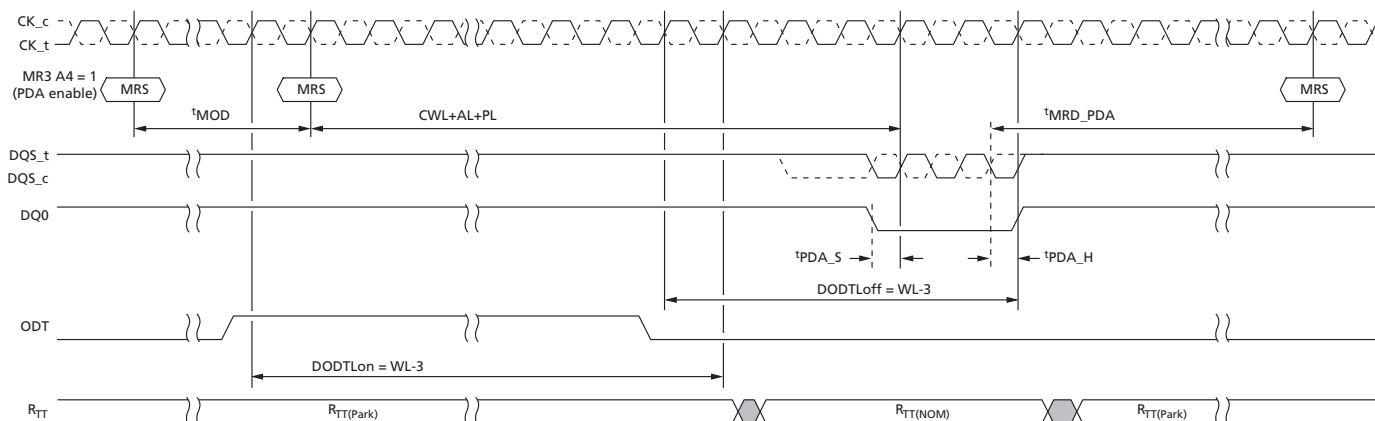 CK_c
CK_t
MR3 A4 = 1
(PDA enable)
MRS
MRS
MRS
tMOD
CWL+AL+PL
tMRD_PDA
DQS_t
DQS_c
DQ0
tPDA_S
tPDA_H
DODTLoff = WL-3
ODT
DODTLon = WL-3
RTT
RTT(Park)
RTT(NOM)
RTT(Park)